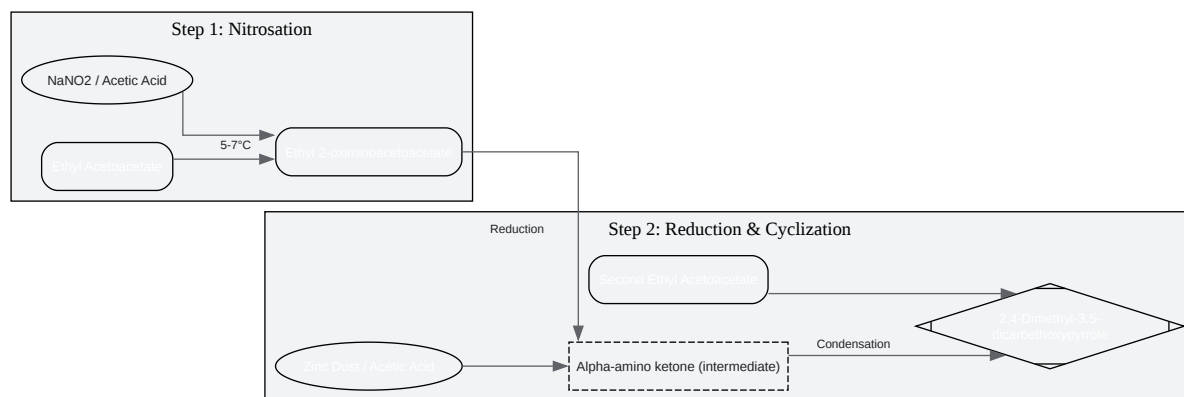 Step 1: Nitrosation
NaNO2 / Acetic Acid
5-7°C
Ethyl Acetoacetate
Ethyl 2-oximinoacetoacetate
Reduction
Step 2: Reduction & Cyclization
Second Ethyl Acetoacetate
2,4-Dimethyl-3,5-
dicarbethoxypyrrole
Condensation
Zinc Dust / Acetic Acid
Alpha-amino ketone (intermediate)